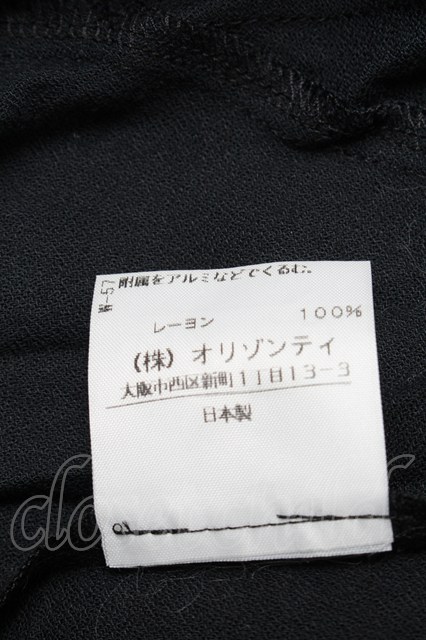 W-57
附属をアルミなどでくるむ。
レーヨン 100%
(株) オリゾンティ
大阪市西区新町1丁目13-3
日本製